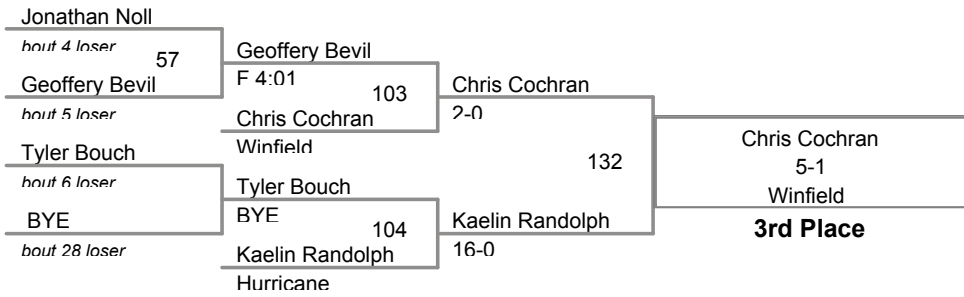 Jonathan Noll
bout 4 loser
57
Geoffery Bevil
bout 5 loser
Tyler Bouch
bout 6 loser
BYE
bout 28 loser
Geoffery Bevil
F 4:01
103
Chris Cochran
Winfield
Tyler Bouch
BYE
104
Kaelin Randolph
Hurricane
Chris Cochran
2-0
132
Kaelin Randolph
16-0
Chris Cochran
5-1
Winfield
3rd Place